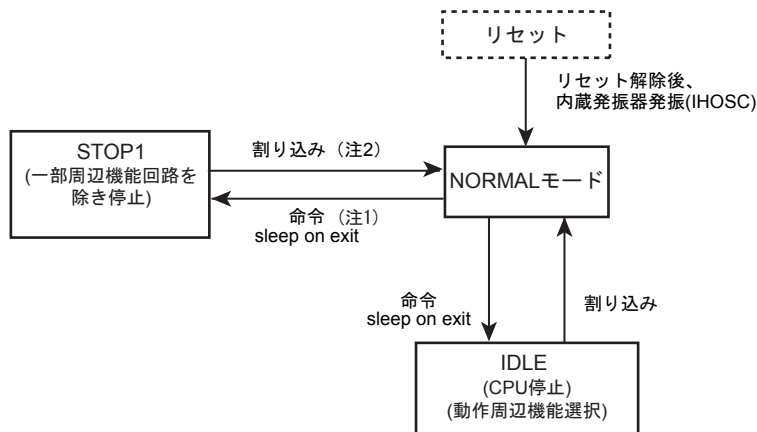 リセット
リセット解除後、
内蔵発振器発振(IHOSC)
STOP1
(一部周辺機能回路を
除き停止)
割り込み（注2）
NORMALモード
命令（注1）
sleep on exit
命令
sleep on exit
割り込み
IDLE
(CPU停止)
(動作周辺機能選択)